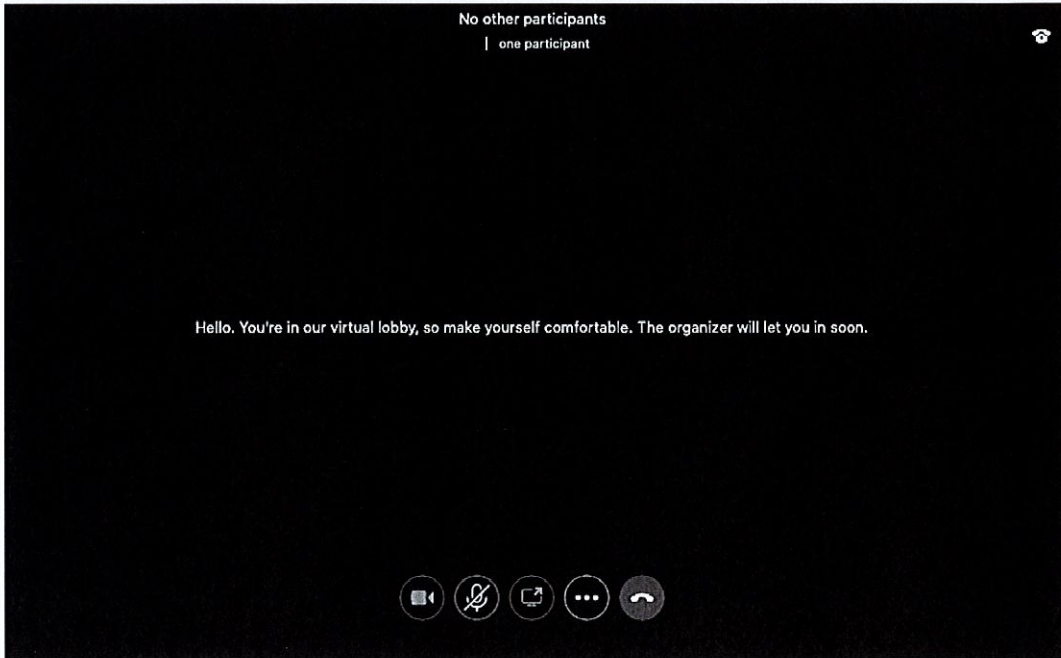 No other participants
| one participant
Hello. You're in our virtual lobby, so make yourself comfortable. The organizer will let you in soon.